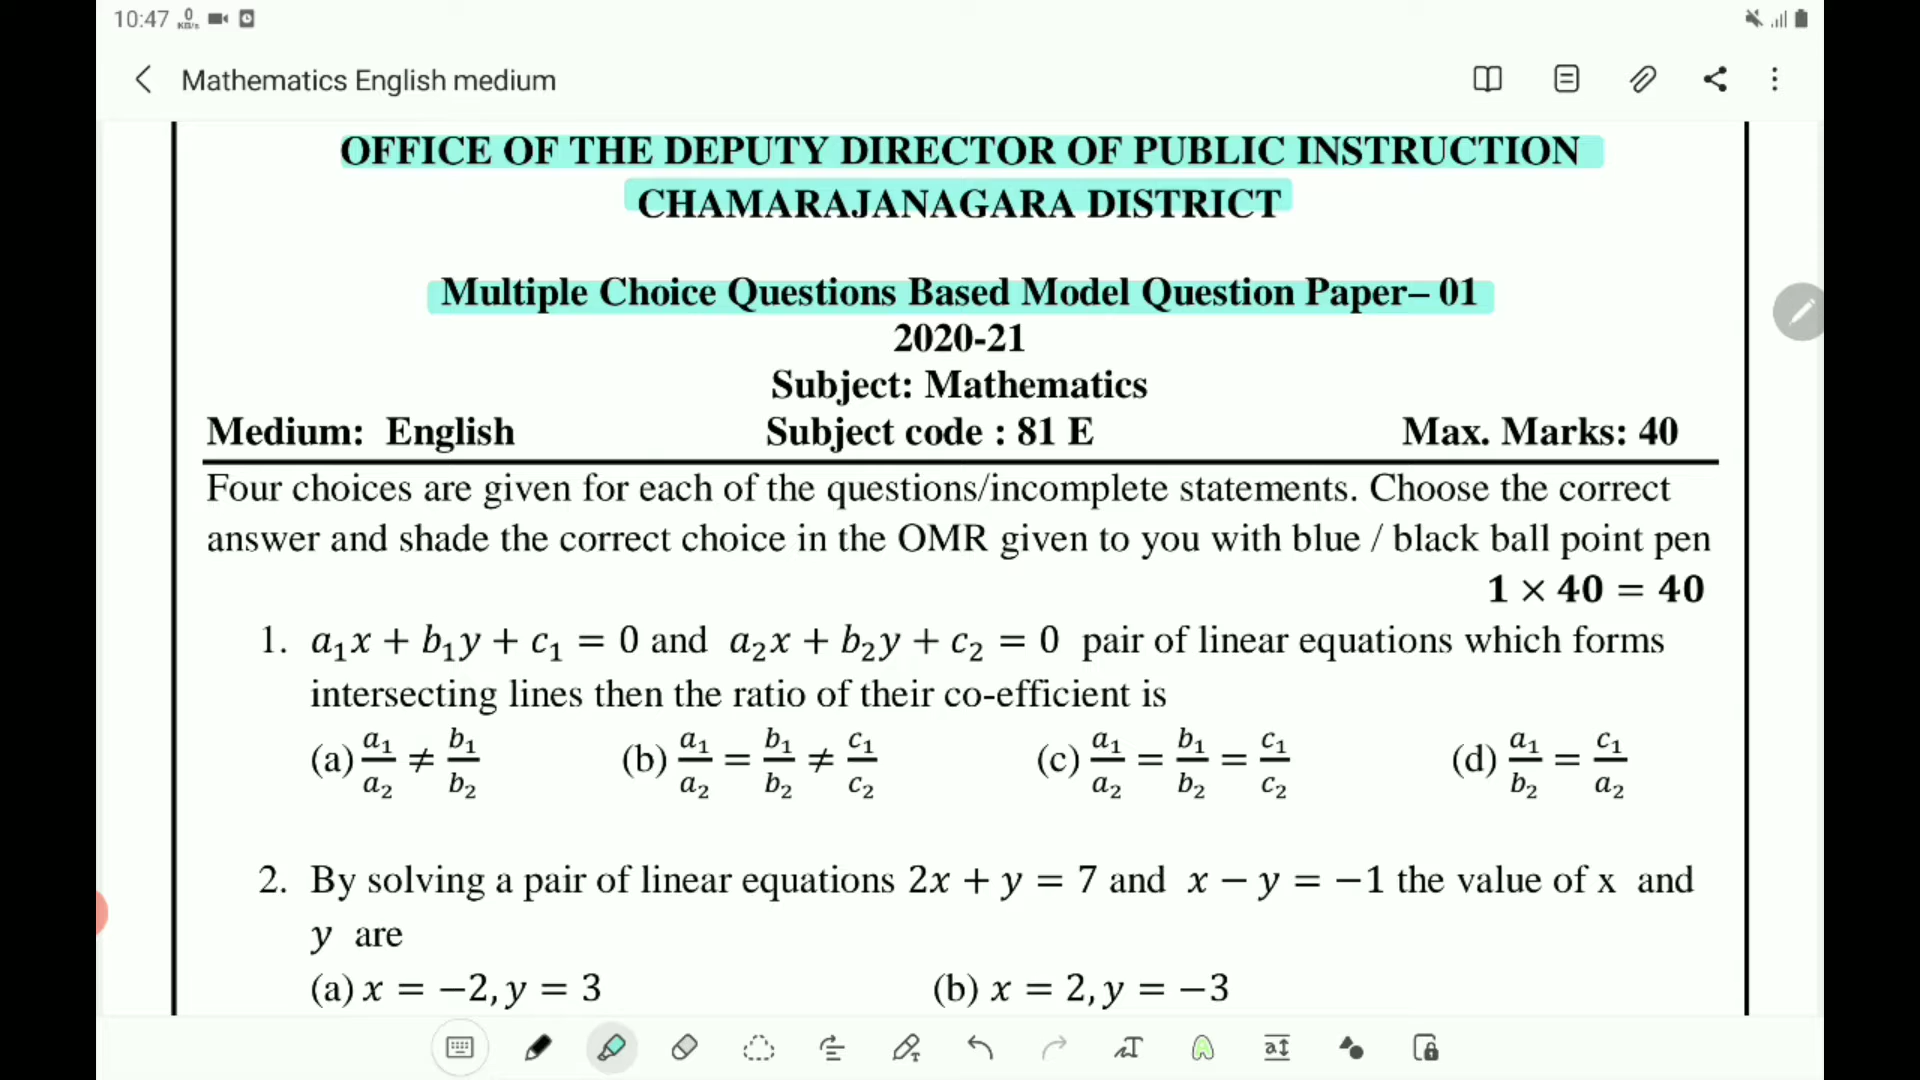 10:47 0 KB/s
Mathematics English medium
OFFICE OF THE DEPUTY DIRECTOR OF PUBLIC INSTRUCTION
CHAMARAJANAGARA DISTRICT
Multiple Choice Questions Based Model Question Paper– 01
2020-21
Subject: Mathematics
Medium: English Subject code : 81 E Max. Marks: 40
Four choices are given for each of the questions/incomplete statements. Choose the correct
answer and shade the correct choice in the OMR given to you with blue / black ball point pen
1 × 40 = 40
1. a₁x + b₁y + c₁ = 0 and a₂x + b₂y + c₂ = 0 pair of linear equations which forms
intersecting lines then the ratio of their co-efficient is
(a) a₁/a₂ ≠ b₁/b₂ (b) a₁/a₂ = b₁/b₂ ≠ c₁/c₂ (c) a₁/a₂ = b₁/b₂ = c₁/c₂ (d) a₁/b₂ = c₁/a₂
2. By solving a pair of linear equations 2x + y = 7 and x − y = −1 the value of x and
y are
(a) x = −2, y = 3 (b) x = 2, y = −3